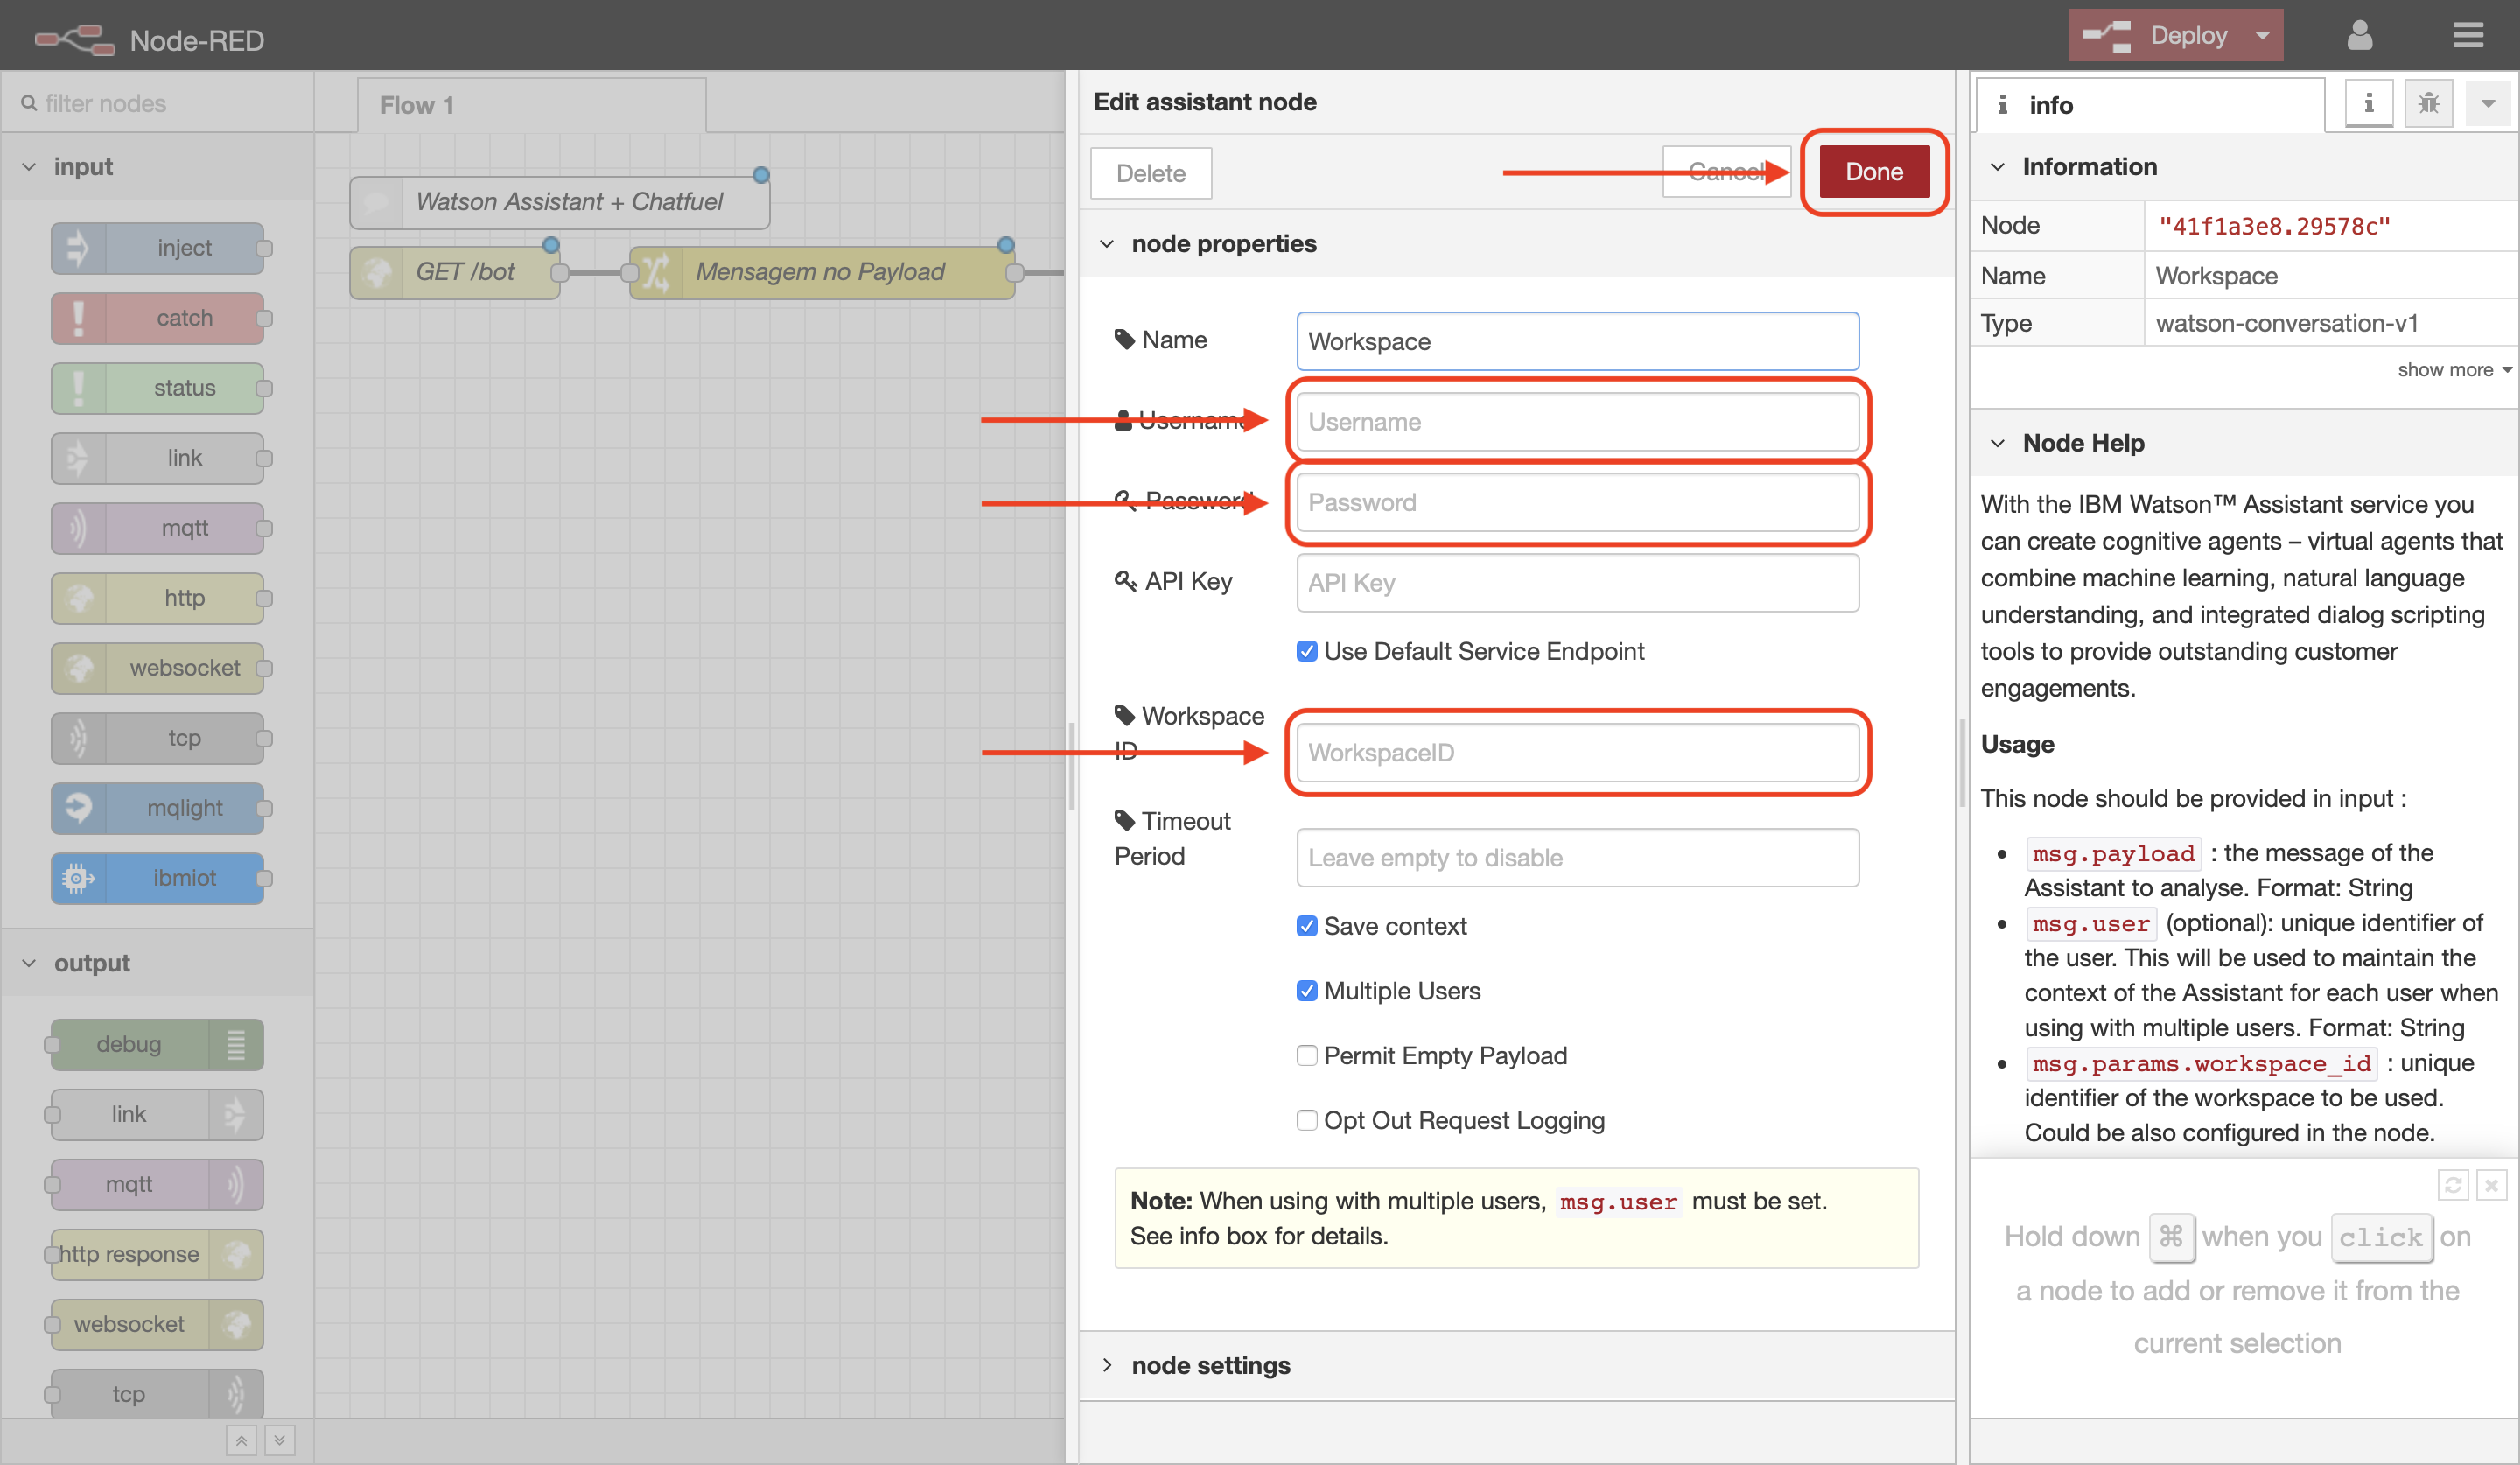 Node-RED
Deploy
filter nodes
input
inject
catch
status
link
mqtt
http
websocket
tcp
mqlight
ibmiot
output
debug
link
mqtt
http response
websocket
tcp
Flow 1
Watson Assistant + Chatfuel
GET /bot
Mensagem no Payload
Edit assistant node
Delete
Cancel
Done
node properties
Name
Workspace
Username
Username
Password
Password
API Key
API Key
Use Default Service Endpoint
Workspace
ID
WorkspaceID
Timeout
Period
Leave empty to disable
Save context
Multiple Users
Permit Empty Payload
Opt Out Request Logging
Note: When using with multiple users, msg.user must be set.
See info box for details.
node settings
info
Information
Node "41f1a3e8.29578c"
Name Workspace
Type watson-conversation-v1
show more
Node Help
With the IBM Watson™ Assistant service you
can create cognitive agents – virtual agents that
combine machine learning, natural language
understanding, and integrated dialog scripting
tools to provide outstanding customer
engagements.
Usage
This node should be provided in input :
msg.payload : the message of the
Assistant to analyse. Format: String
msg.user (optional): unique identifier of
the user. This will be used to maintain the
context of the Assistant for each user when
using with multiple users. Format: String
msg.params.workspace_id : unique
identifier of the workspace to be used.
Could be also configured in the node.
Hold down ⌘ when you click on
a node to add or remove it from the
current selection